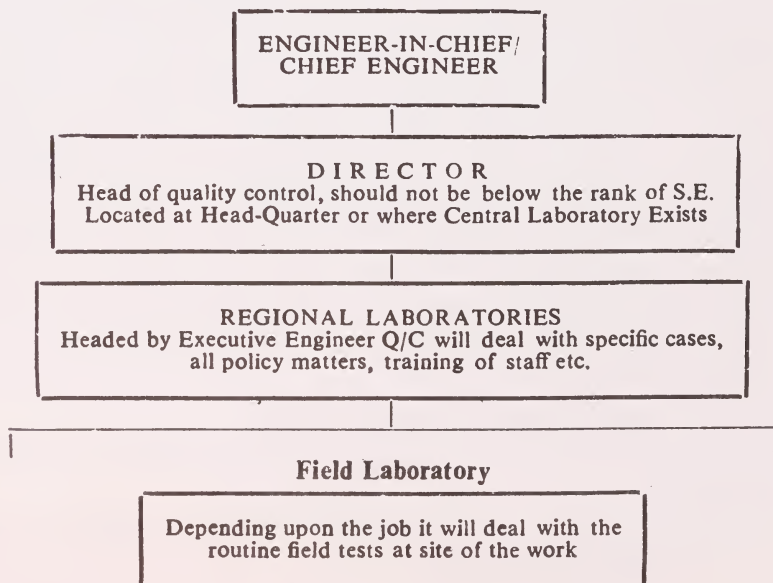 ENGINEER-IN-CHIEF/
CHIEF ENGINEER
DIRECTOR
Head of quality control, should not be below the rank of S.E.
Located at Head-Quarter or where Central Laboratory Exists
REGIONAL LABORATORIES
Headed by Executive Engineer Q/C will deal with specific cases,
all policy matters, training of staff etc.
Field Laboratory
Depending upon the job it will deal with the
routine field tests at site of the work